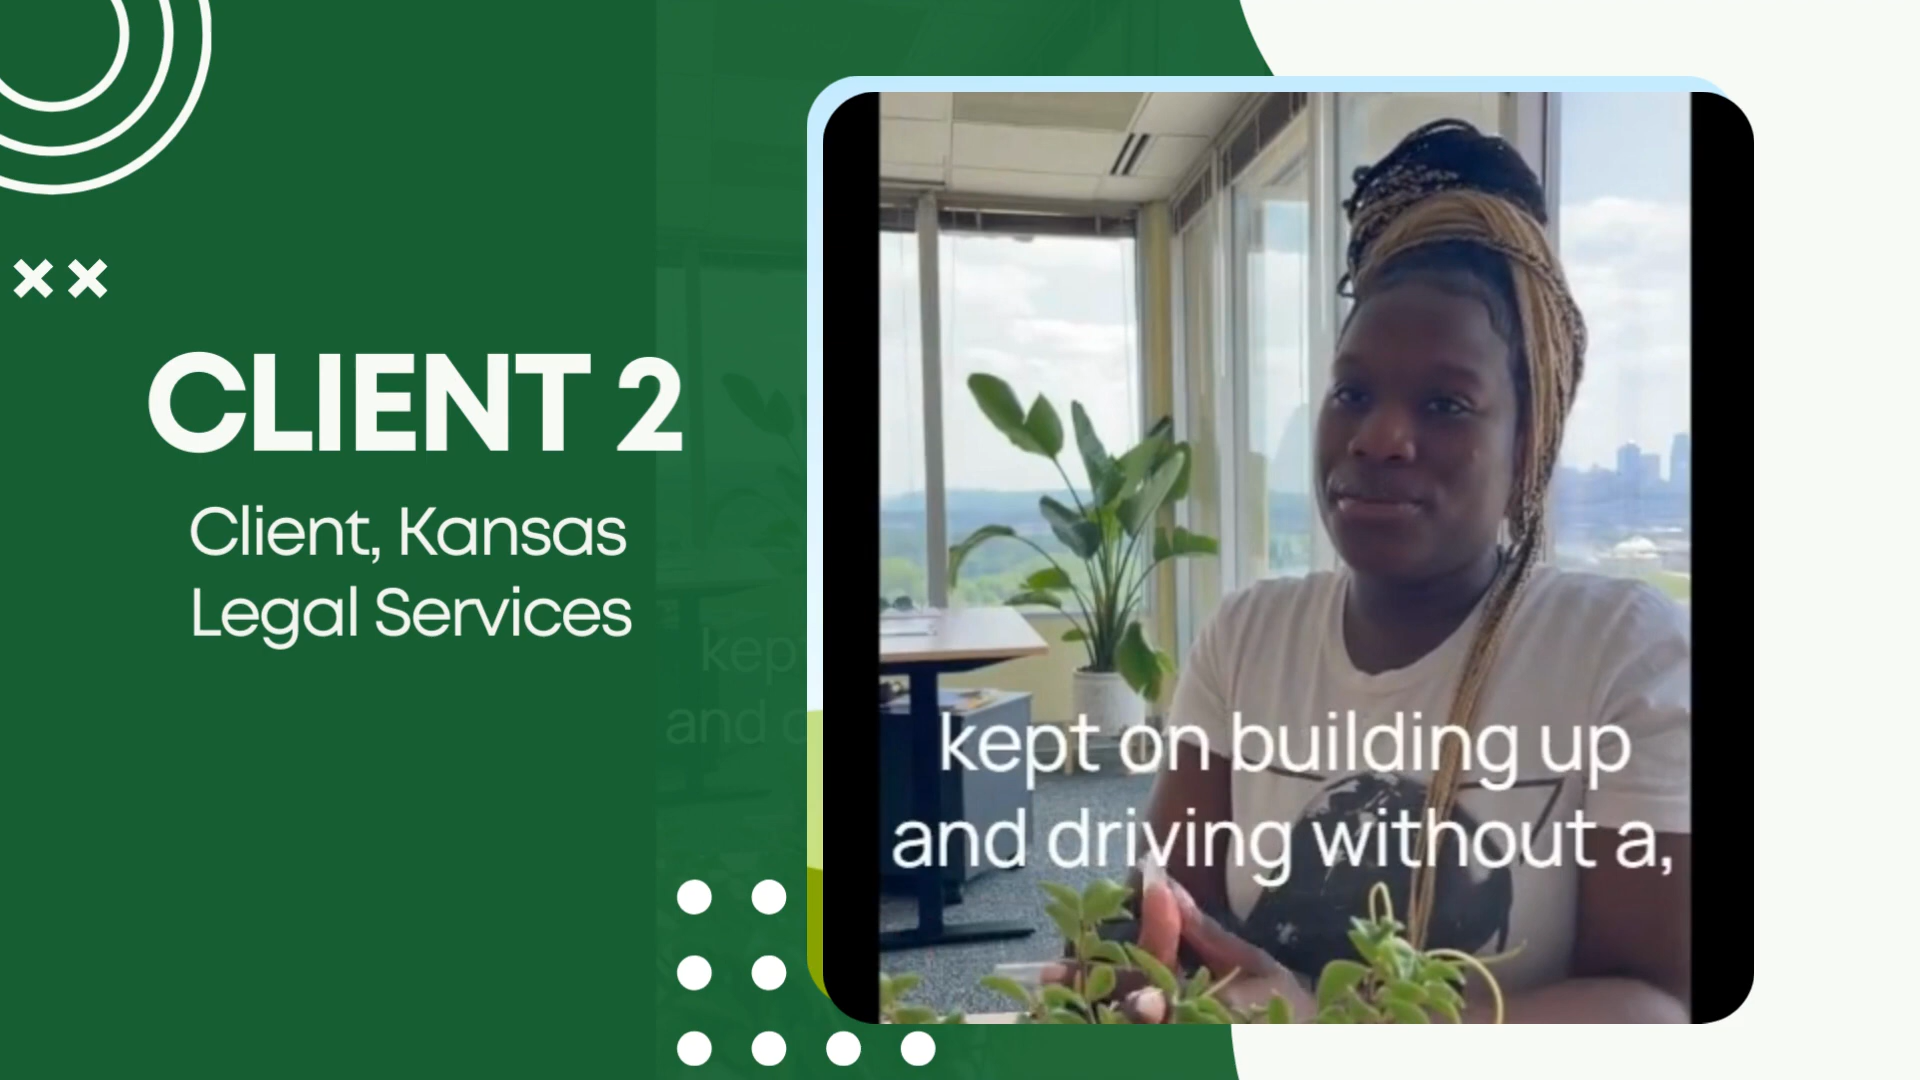 CLIENT 2
Client, Kansas
Legal Services
kept on building up
and driving without a,